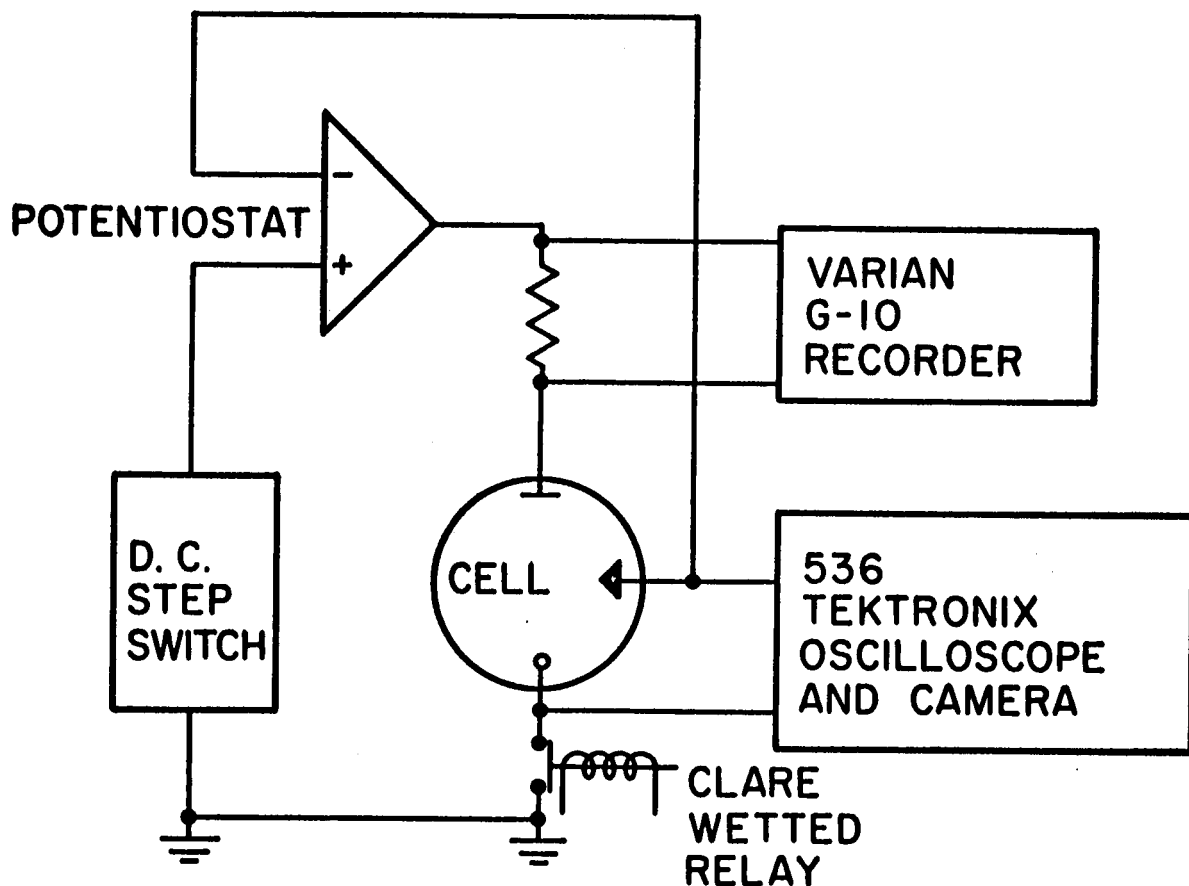 -
POTENTIOSTAT
+
VARIAN
G-10
RECORDER
D. C.
STEP
SWITCH
CELL
536
TEKTRONIX
OSCILLOSCOPE
AND CAMERA
CLARE
WETTED
RELAY